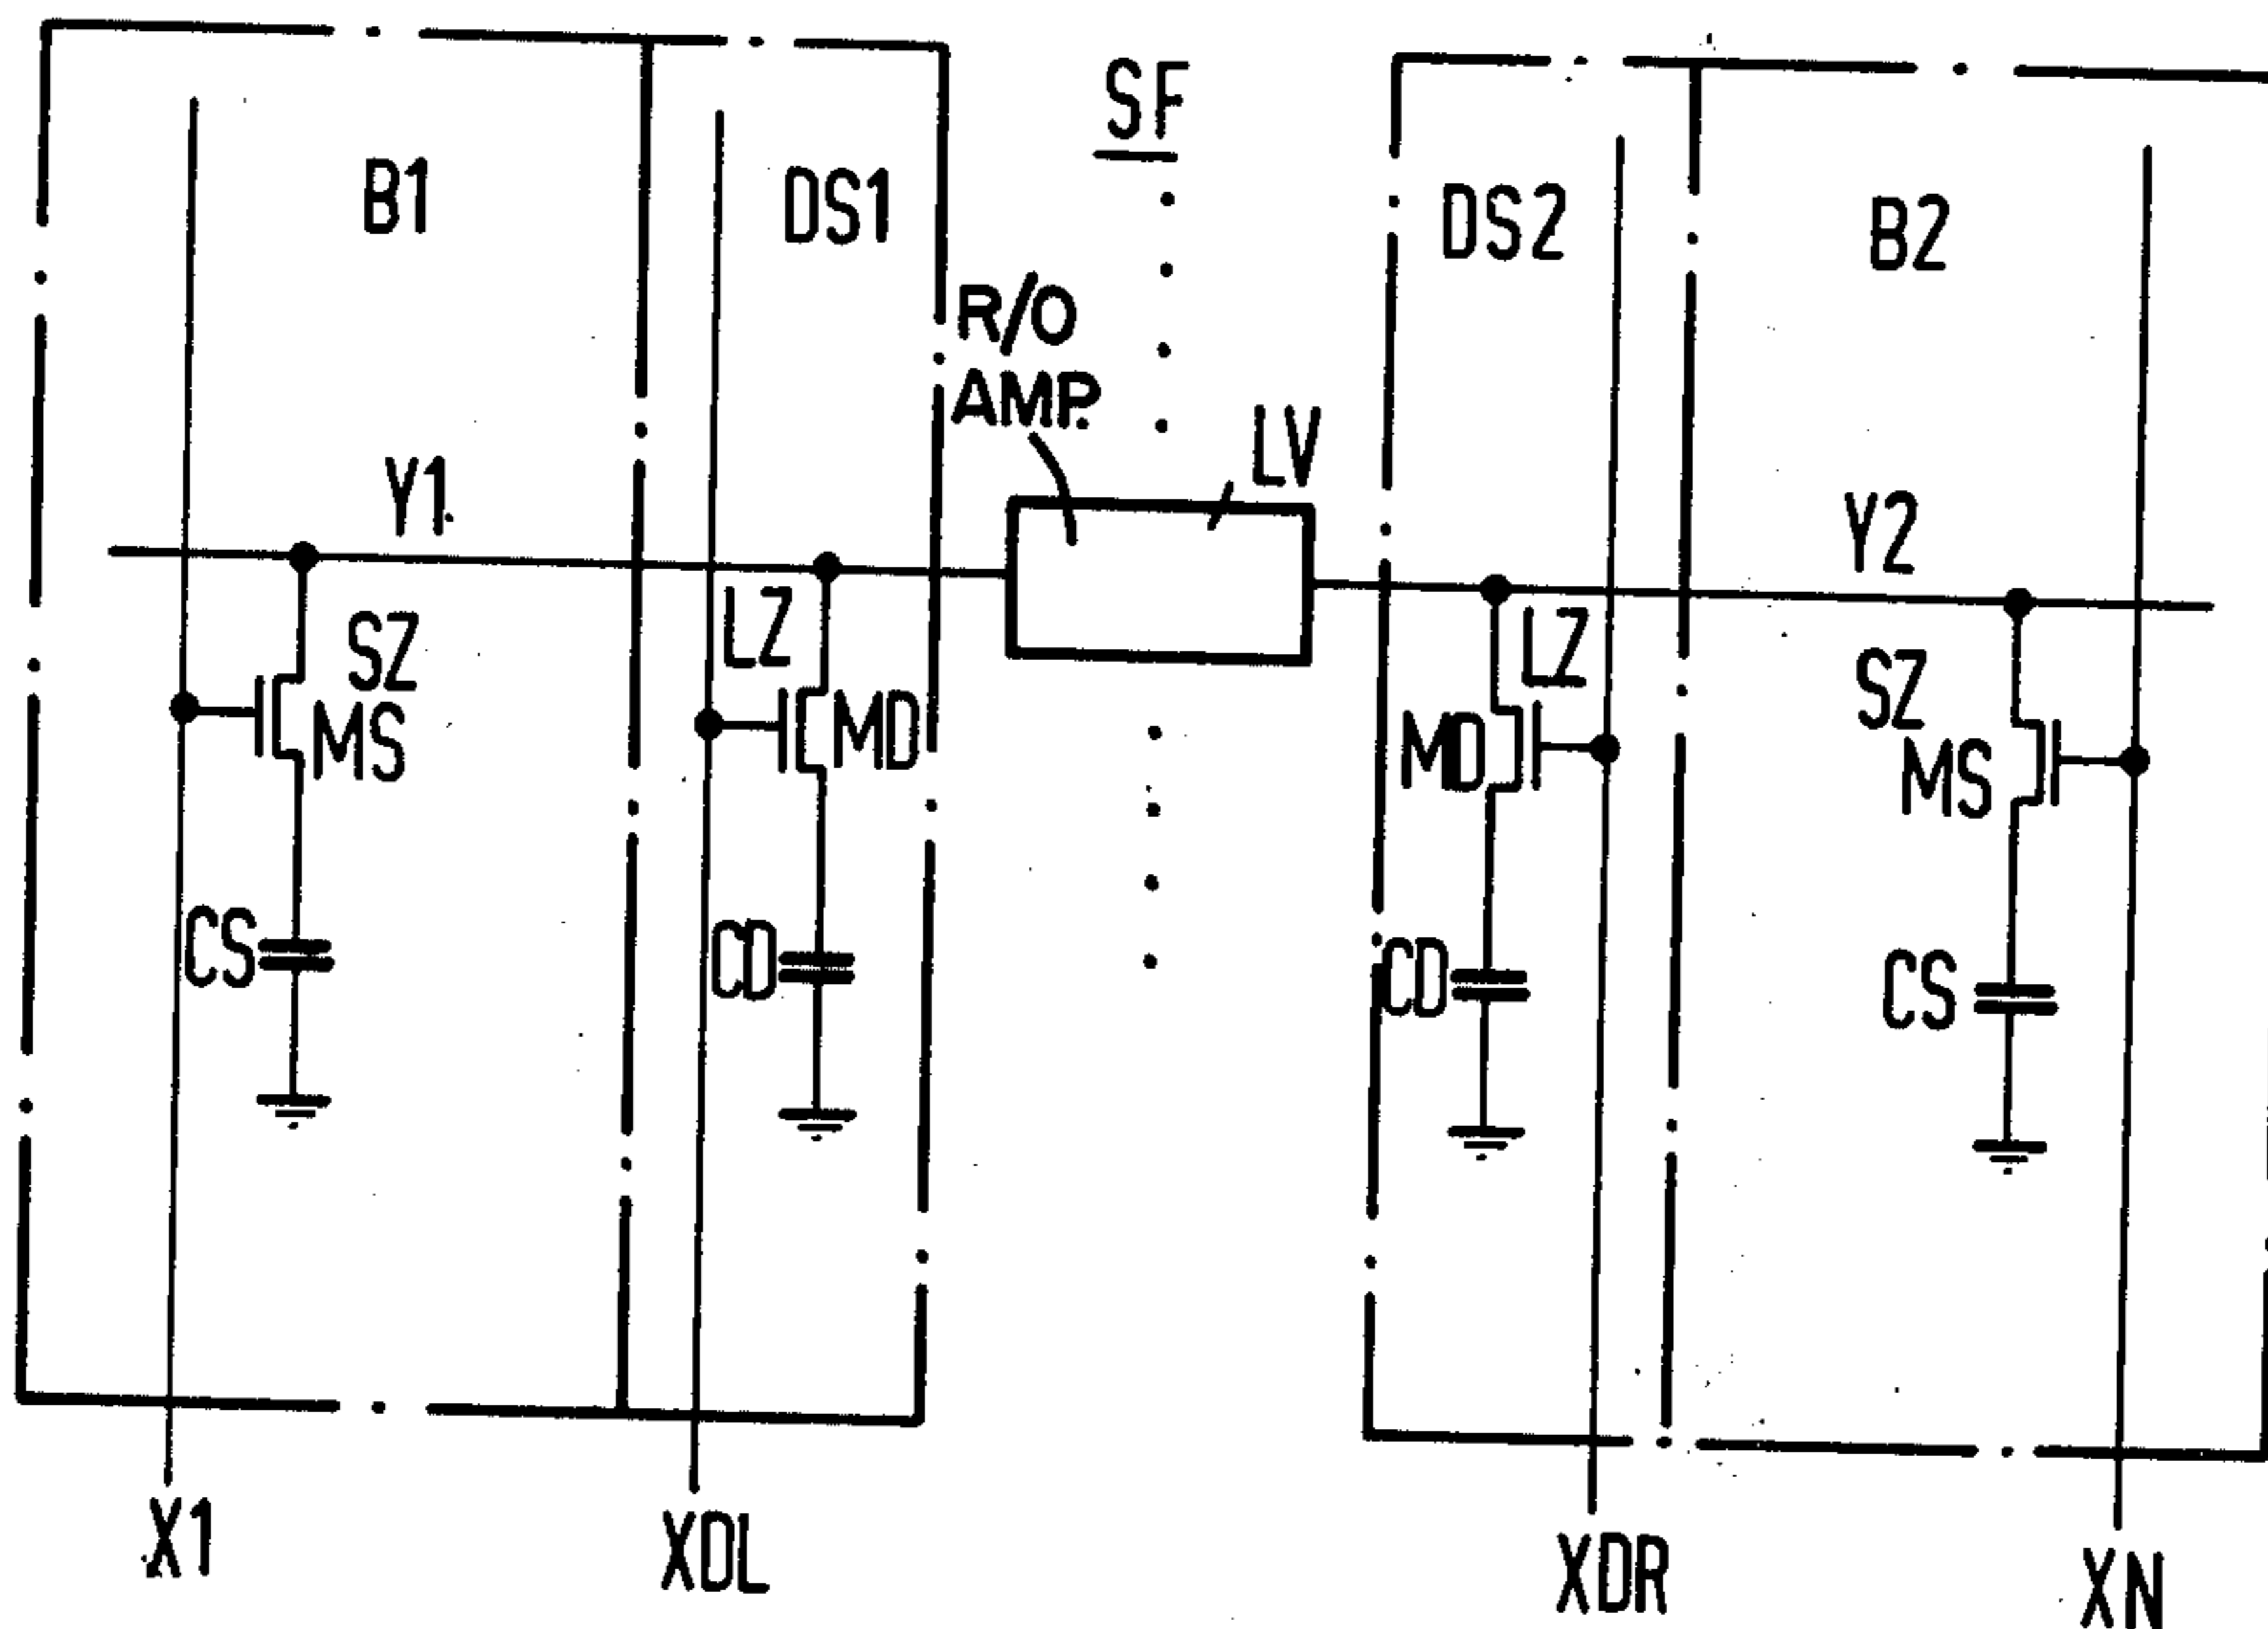 SF
B1
DS1
DS2
B2
R/O
AMP.
LV
Y1
Y2
SZ
MS
LZ
MD
LZ
MD
SZ
MS
CS
CD
CD
CS
X1
XDL
XDR
XN